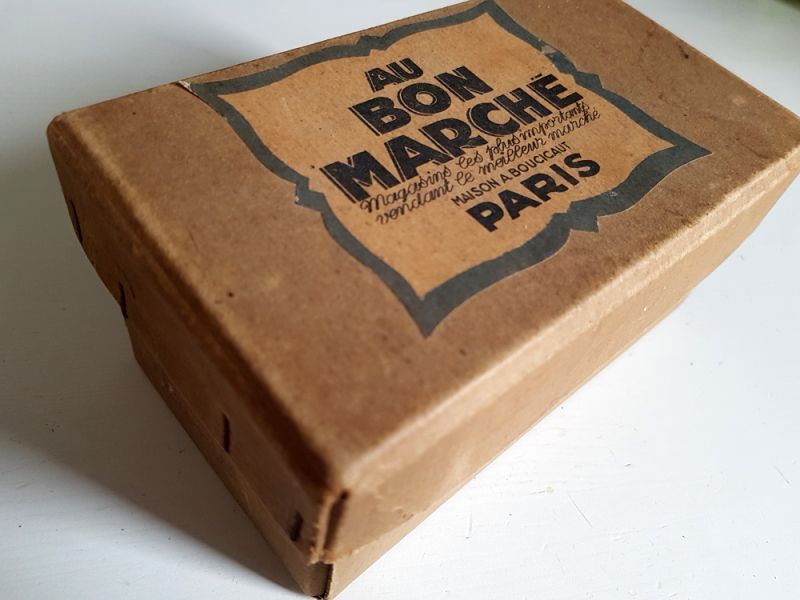 AU
BON
MARCHÉ
Magasins les plus importants
vendant le meilleur marché
MAISON A. BOUCICAUT
PARIS